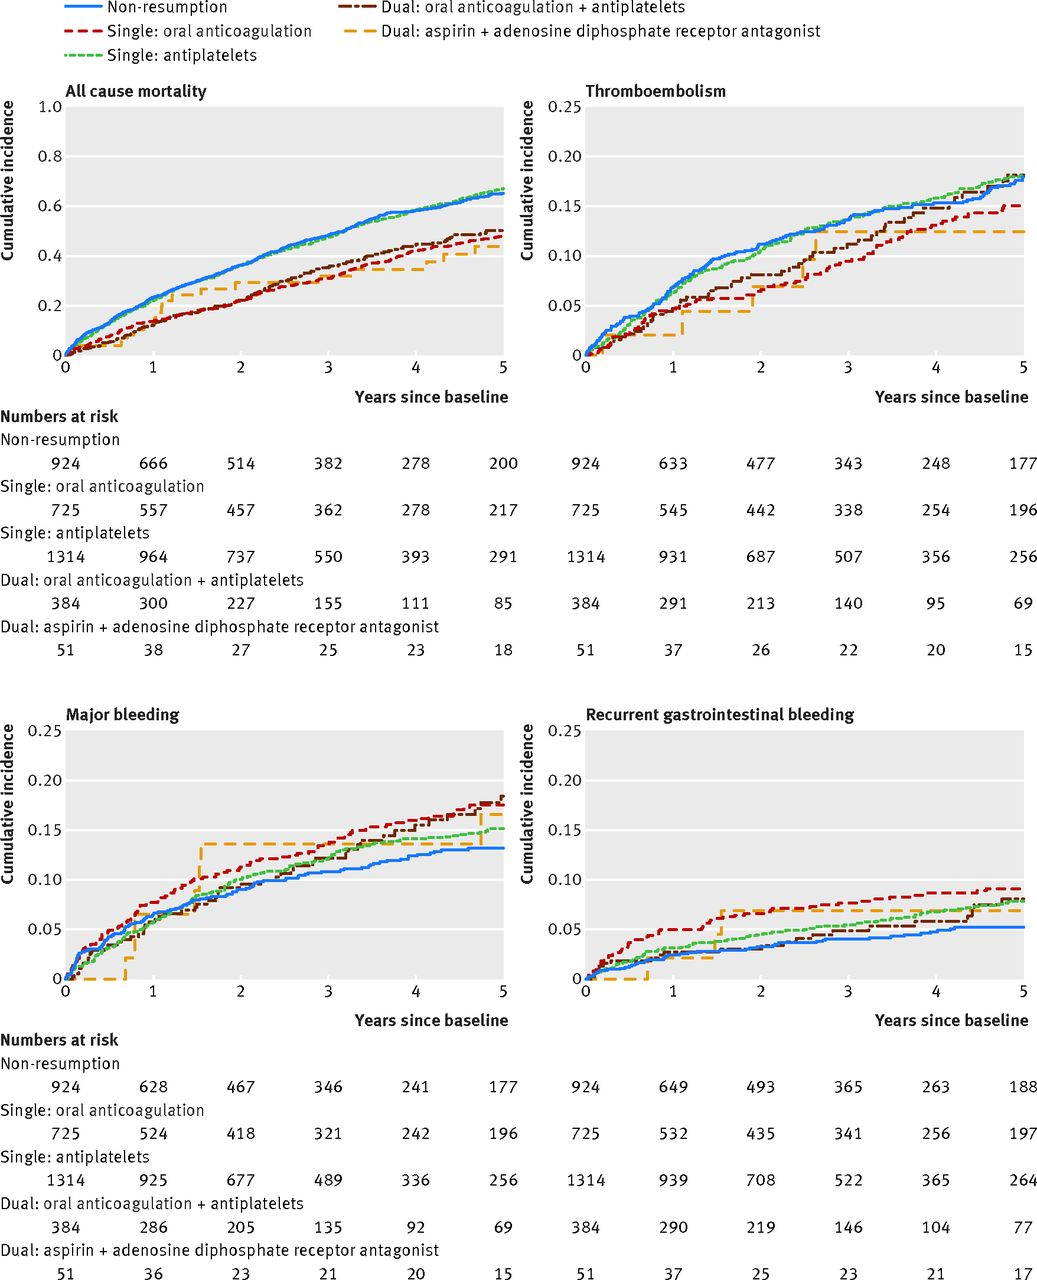 Non-resumption
Single: oral anticoagulation
Single: antiplatelets
Dual: oral anticoagulation + antiplatelets
Dual: aspirin + adenosine diphosphate receptor antagonist
All cause mortality
Cumulative incidence
1.0
0.8
0.6
0.4
0.2
0
0 1 2 3 4 5
Years since baseline
Thromboembolism
Cumulative incidence
0.25
0.20
0.15
0.10
0.05
0
0 1 2 3 4 5
Years since baseline
Numbers at risk
Non-resumption
924 666 514 382 278 200 924 633 477 343 248 177
Single: oral anticoagulation
725 557 457 362 278 217 725 545 442 338 254 196
Single: antiplatelets
1314 964 737 550 393 291 1314 931 687 507 356 256
Dual: oral anticoagulation + antiplatelets
384 300 227 155 111 85 384 291 213 140 95 69
Dual: aspirin + adenosine diphosphate receptor antagonist
51 38 27 25 23 18 51 37 26 22 20 15
Major bleeding
Cumulative incidence
0.25
0.20
0.15
0.10
0.05
0
0 1 2 3 4 5
Years since baseline
Recurrent gastrointestinal bleeding
Cumulative incidence
0.25
0.20
0.15
0.10
0.05
0
0 1 2 3 4 5
Years since baseline
Numbers at risk
Non-resumption
924 628 467 346 241 177 924 649 493 365 263 188
Single: oral anticoagulation
725 524 418 321 242 196 725 532 435 341 256 197
Single: antiplatelets
1314 925 677 489 336 256 1314 939 708 522 365 264
Dual: oral anticoagulation + antiplatelets
384 286 205 135 92 69 384 290 219 146 104 77
Dual: aspirin + adenosine diphosphate receptor antagonist
51 36 23 21 20 15 51 37 25 23 21 17